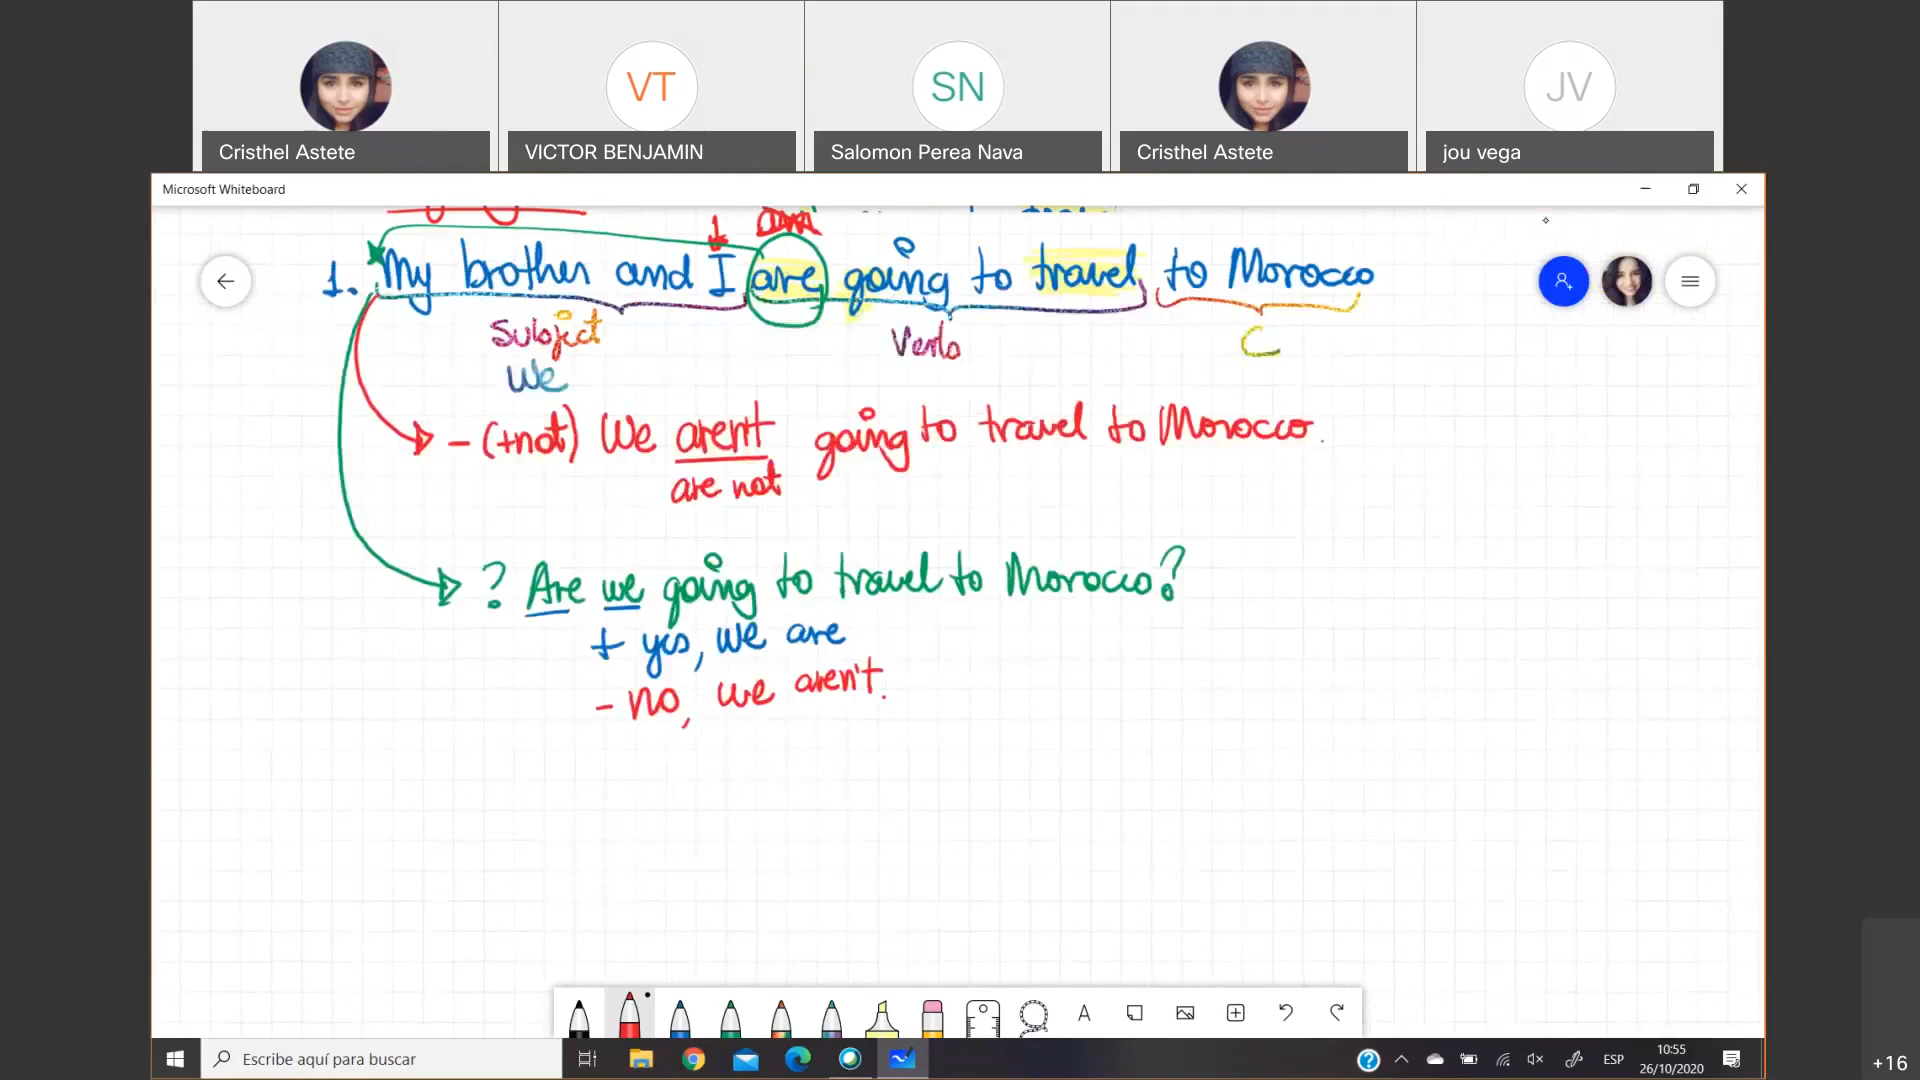 VT
SN
JV
Cristhel Astete
VICTOR BENJAMIN
Salomon Perea Nava
Cristhel Astete
jou vega
Microsoft Whiteboard
1. My brother and I are going to travel to Morocco
Subject
Verb
C
We
- (+not) We aren't going to travel to Morocco.
are not
? Are we going to travel to Morocco?
+ yes, we are
- No, we aren't.
A
Escribe aquí para buscar
ESP
10:55
26/10/2020
+16